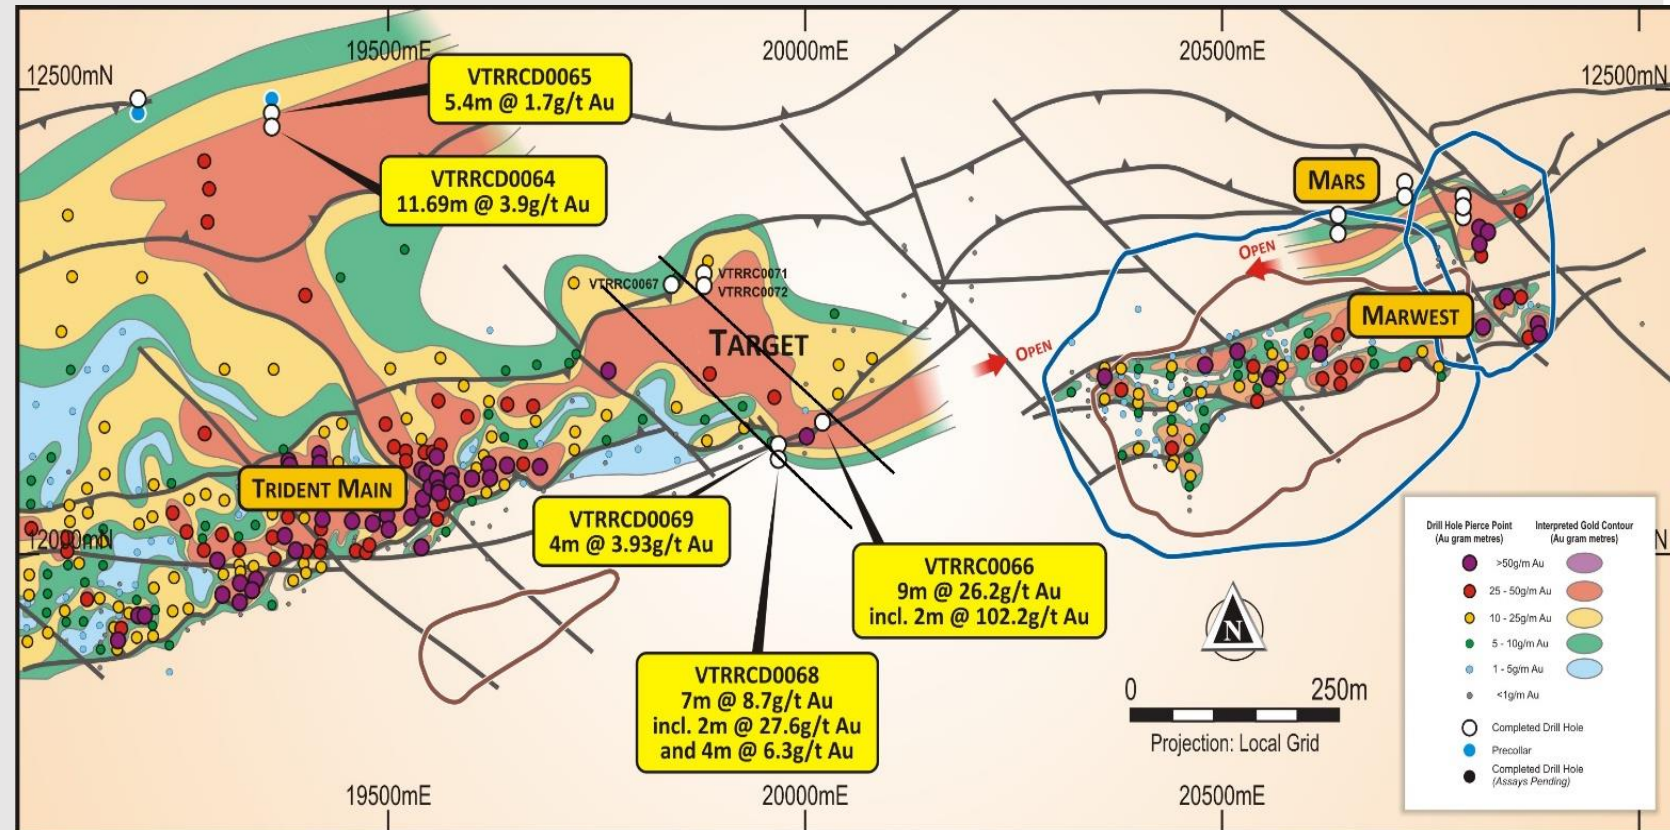 19500mE
20000mE
20500mE
12500mN
12500mN
VTRRCD0065
5.4m @ 1.7g/t Au
VTRRCD0064
11.69m @ 3.9g/t Au
MARS
OPEN
VTRRC0067
VTRRC0071
VTRRC0072
MARWEST
TARGET
OPEN
TRIDENT MAIN
12000mN
N
VTRRCD0069
4m @ 3.93g/t Au
VTRRC0066
9m @ 26.2g/t Au
incl. 2m @ 102.2g/t Au
VTRRCD0068
7m @ 8.7g/t Au
incl. 2m @ 27.6g/t Au
and 4m @ 6.3g/t Au
N
0
250m
Projection: Local Grid
Drill Hole Pierce Point
(Au gram metres)
Interpreted Gold Contour
(Au gram metres)
>50g/m Au
25 - 50g/m Au
10 - 25g/m Au
5 - 10g/m Au
1 - 5g/m Au
<1g/m Au
Completed Drill Hole
Precollar
Completed Drill Hole
(Assays Pending)
19500mE
20000mE
20500mE